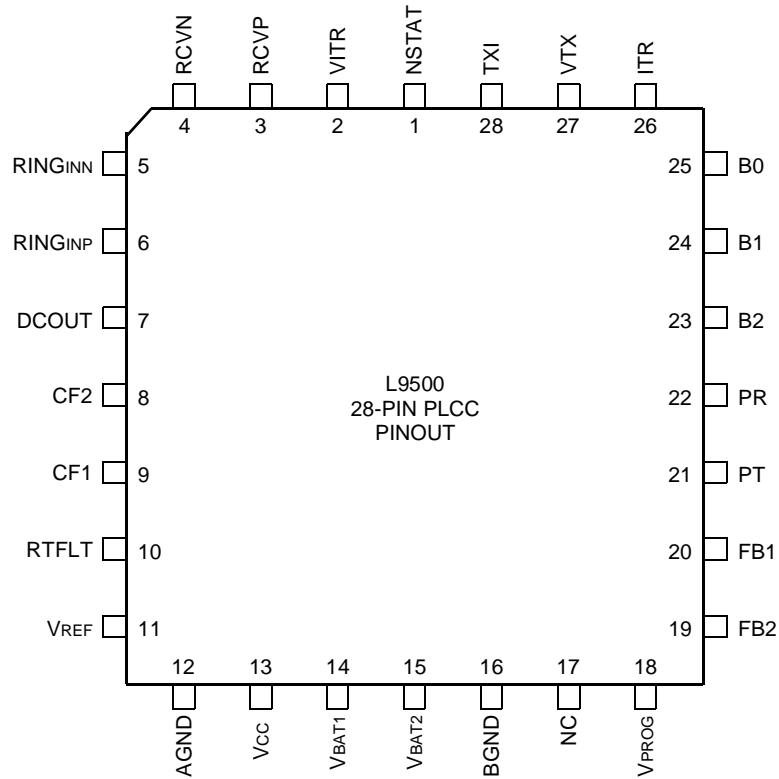 RCVN
RCVP
VITR
NSTAT
TXI
VTX
ITR
4
3
2
1
28
27
26
RINGINN 5
25 B0
RINGINP 6
24 B1
DCOUT 7
23 B2
CF2 8
22 PR
CF1 9
21 PT
RTFLT 10
20 FB1
VREF 11
19 FB2
L9500
28-PIN PLCC
PINOUT
12
13
14
15
16
17
18
AGND
VCC
VBAT1
VBAT2
BGND
NC
VPROG